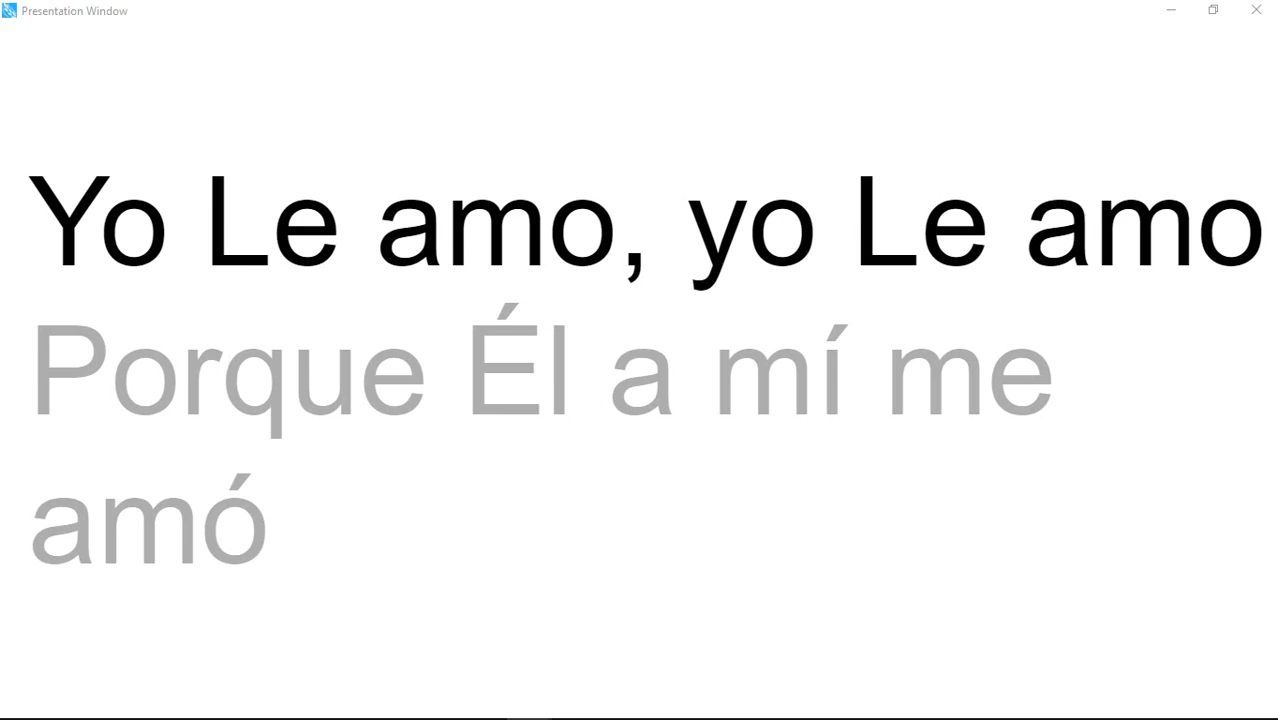 Presentation Window
Yo Le amo, yo Le amo
Porque Él a mí me
amó